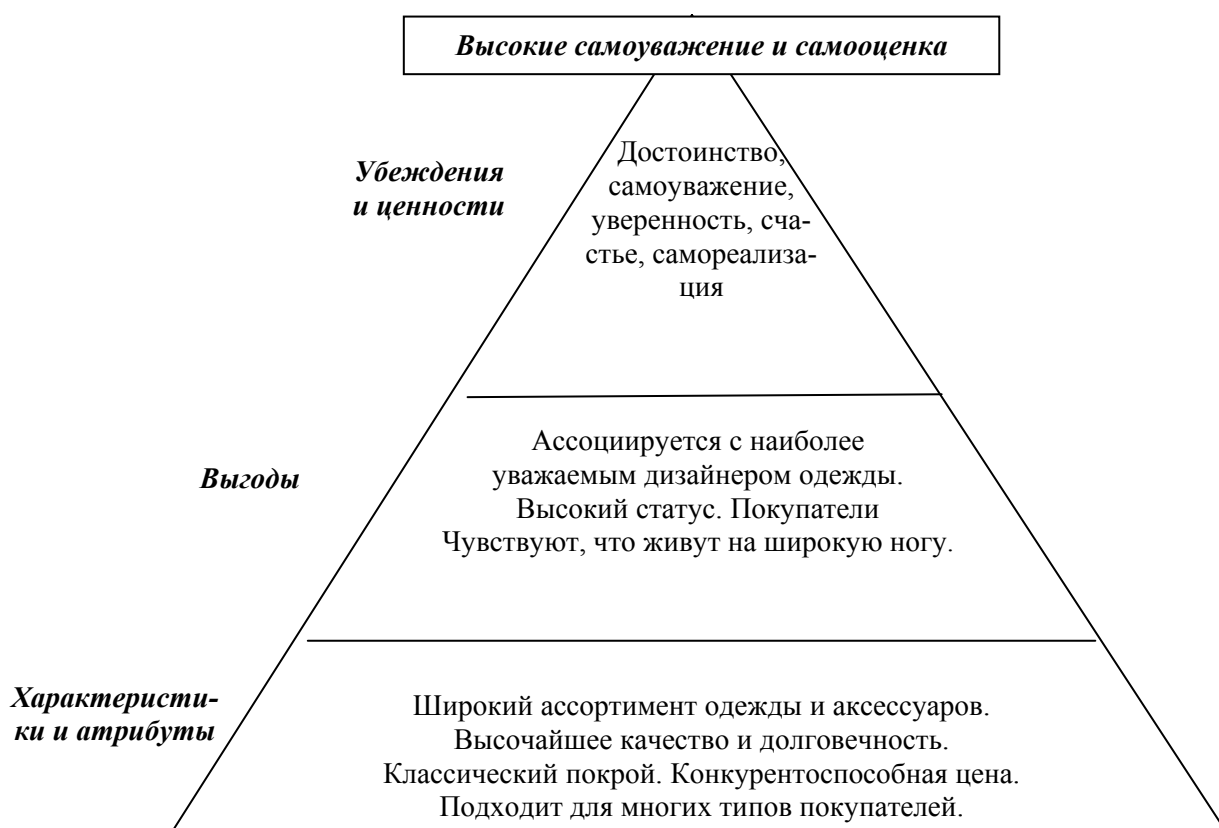 Высокие самоуважение и самооценка
Убеждения
и ценности
Достоинство,
самоуважение,
уверенность, сча-
стье, самореализа-
ция
Выгоды
Ассоциируется с наиболее
уважаемым дизайнером одежды.
Высокий статус. Покупатели
Чувствуют, что живут на широкую ногу.
Характеристи-
ки и атрибуты
Широкий ассортимент одежды и аксессуаров.
Высочайшее качество и долговечность.
Классический покрой. Конкурентоспособная цена.
Подходит для многих типов покупателей.